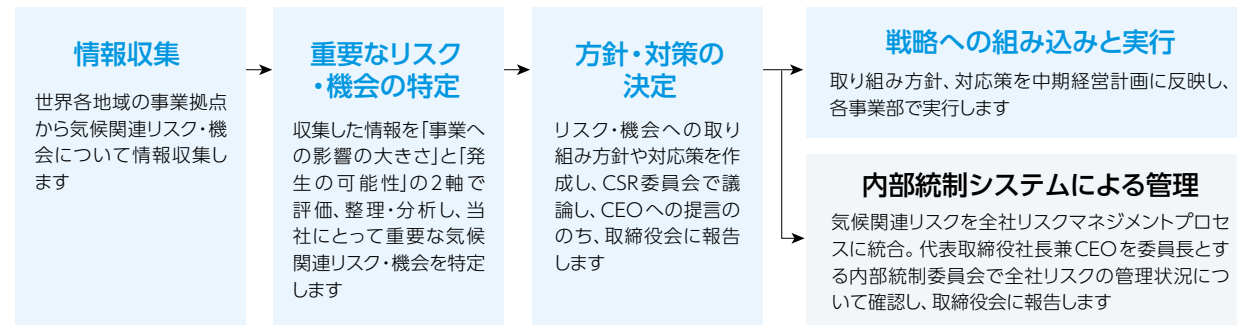 情報収集
世界各地域の事業拠点
から気候関連リスク・機
会について情報収集し
ます
重要なリスク
・機会の特定
収集した情報を「事業へ
の影響の大きさ」と「発
生の可能性」の2軸で
評価、整理・分析し、当
社にとって重要な気候
関連リスク・機会を特定
します
方針・対策の
決定
リスク・機会への取り
組み方針や対応策を作
成し、CSR委員会で議
論し、CEOへの提言の
のち、取締役会に報告
します
戦略への組み込みと実行
取り組み方針、対応策を中期経営計画に反映し、
各事業部で実行します
内部統制システムによる管理
気候関連リスクを全社リスクマネジメントプロセ
スに統合。代表取締役社長兼CEOを委員長とす
る内部統制委員会で全社リスクの管理状況につ
いて確認し、取締役会に報告します